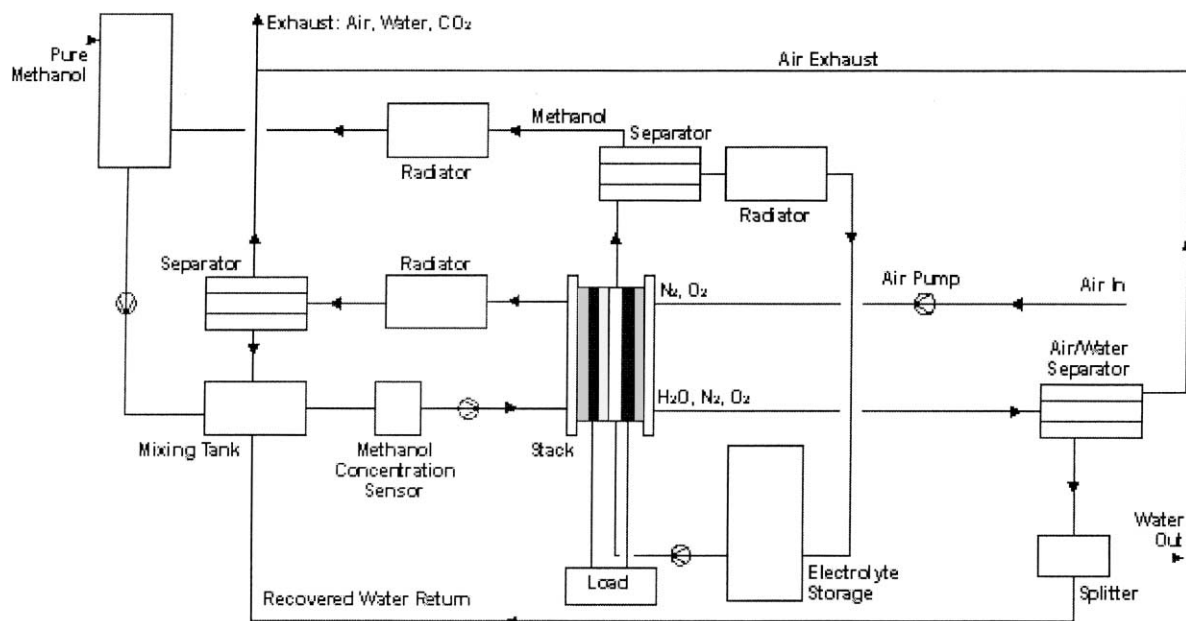 Exhaust: Air, Water, CO₂
Pure
Methanol
Air Exhaust
Methanol
Separator
Radiator
Radiator
Separator
Radiator
N₂, O₂
Air Pump
Air In
Air/Water
Separator
H₂O, N₂, O₂
Mixing Tank
Methanol
Concentration
Sensor
Stack
Water
Out
Load
Electrolyte
Storage
Splitter
Recovered Water Return